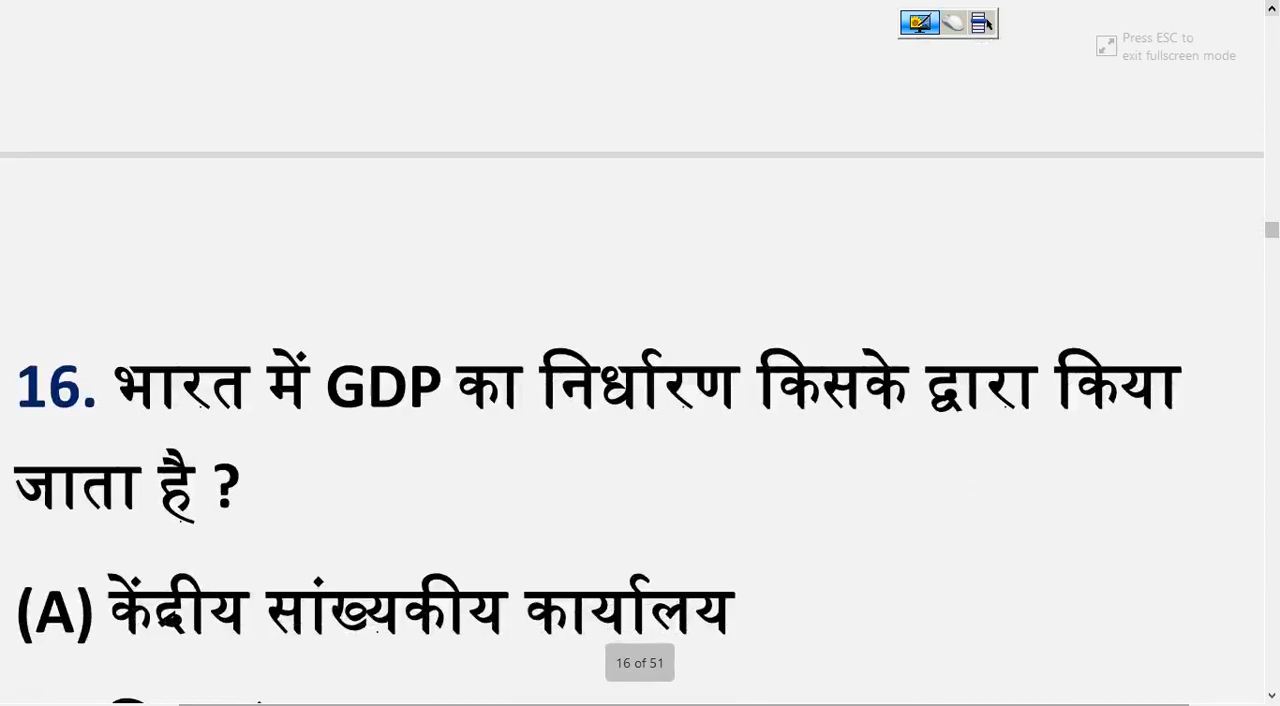 Press ESC to
exit fullscreen mode
16. भारत में GDP का निर्धारण किसके द्वारा किया
जाता है ?
(A) केंद्रीय सांख्यकीय कार्यालय
16 of 51